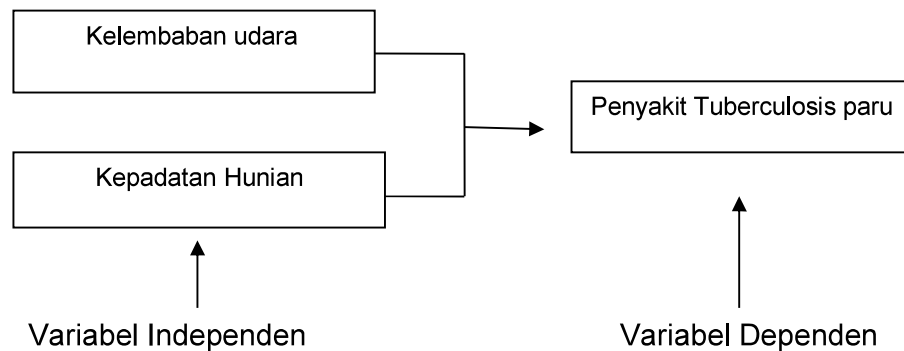 Kelembaban udara
Penyakit Tuberculosis paru
Kepadatan Hunian
Variabel Independen
Variabel Dependen